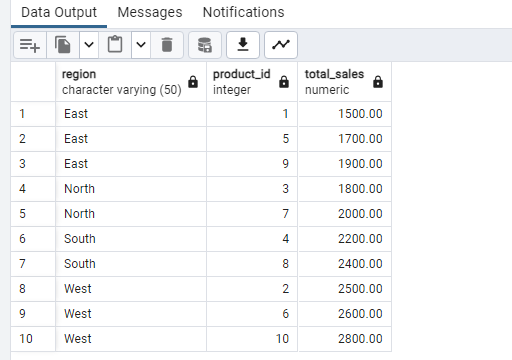 Data Output Messages Notifications
region product_id total_sales
character varying (50) integer numeric
1 East 1 1500.00
2 East 5 1700.00
3 East 9 1900.00
4 North 3 1800.00
5 North 7 2000.00
6 South 4 2200.00
7 South 8 2400.00
8 West 2 2500.00
9 West 6 2600.00
10 West 10 2800.00